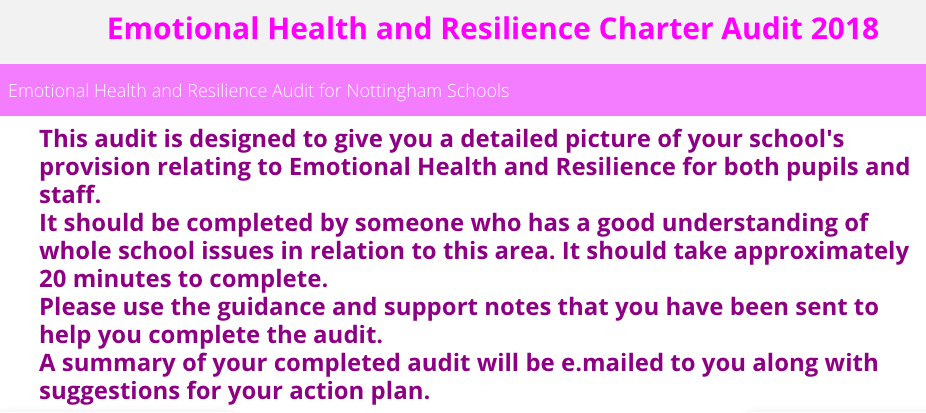 Emotional Health and Resilience Charter Audit 2018
Emotional Health and Resilience Audit for Nottingham Schools
This audit is designed to give you a detailed picture of your school's
provision relating to Emotional Health and Resilience for both pupils and
staff.
It should be completed by someone who has a good understanding of
whole school issues in relation to this area. It should take approximately
20 minutes to complete.
Please use the guidance and support notes that you have been sent to
help you complete the audit.
A summary of your completed audit will be e.mailed to you along with
suggestions for your action plan.